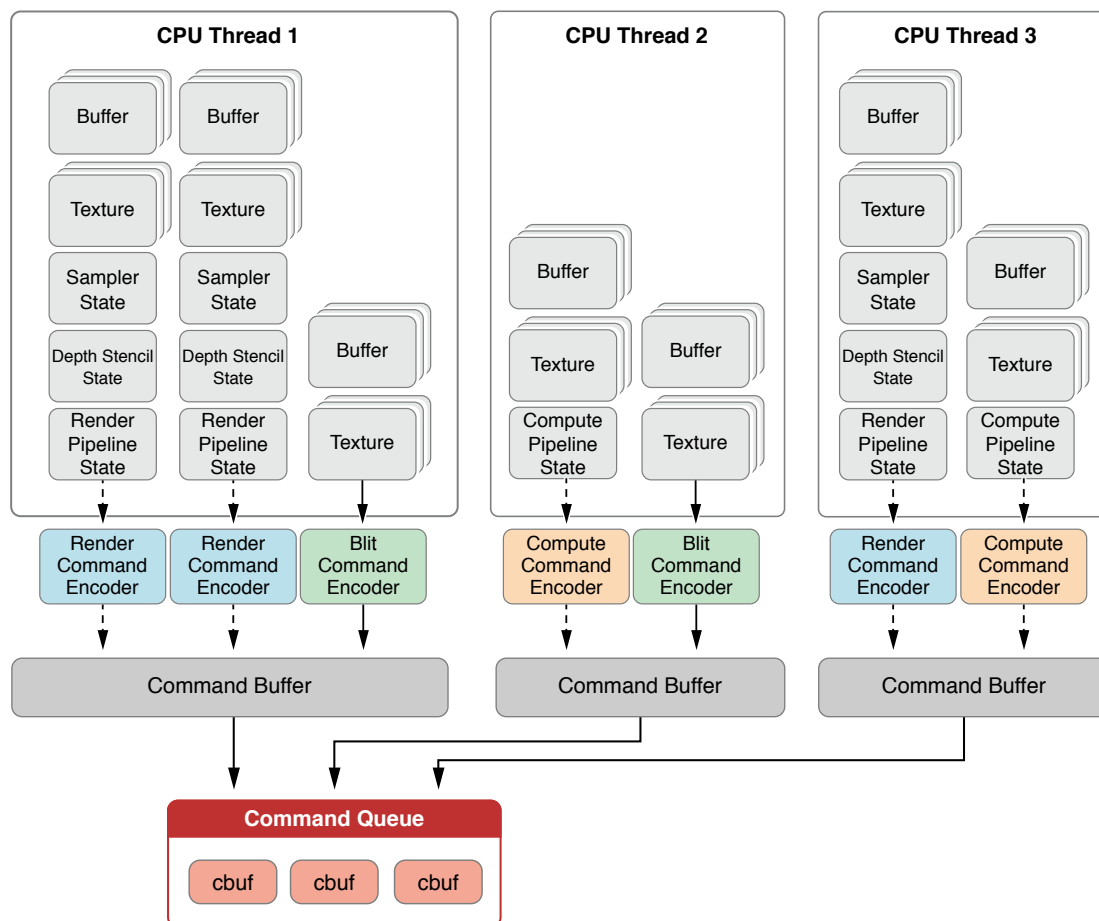 CPU Thread 1
Buffer
Buffer
Texture
Texture
Sampler
State
Sampler
State
Depth Stencil
State
Depth Stencil
State
Render
Pipeline
State
Render
Pipeline
State
Buffer
Texture
Render
Command
Encoder
Render
Command
Encoder
Blit
Command
Encoder
Command Buffer
CPU Thread 2
Buffer
Texture
Compute
Pipeline
State
Buffer
Texture
Compute
Command
Encoder
Blit
Command
Encoder
Command Buffer
CPU Thread 3
Buffer
Texture
Sampler
State
Depth Stencil
State
Render
Pipeline
State
Buffer
Texture
Compute
Pipeline
State
Render
Command
Encoder
Compute
Command
Encoder
Command Buffer
Command Queue
cbuf
cbuf
cbuf